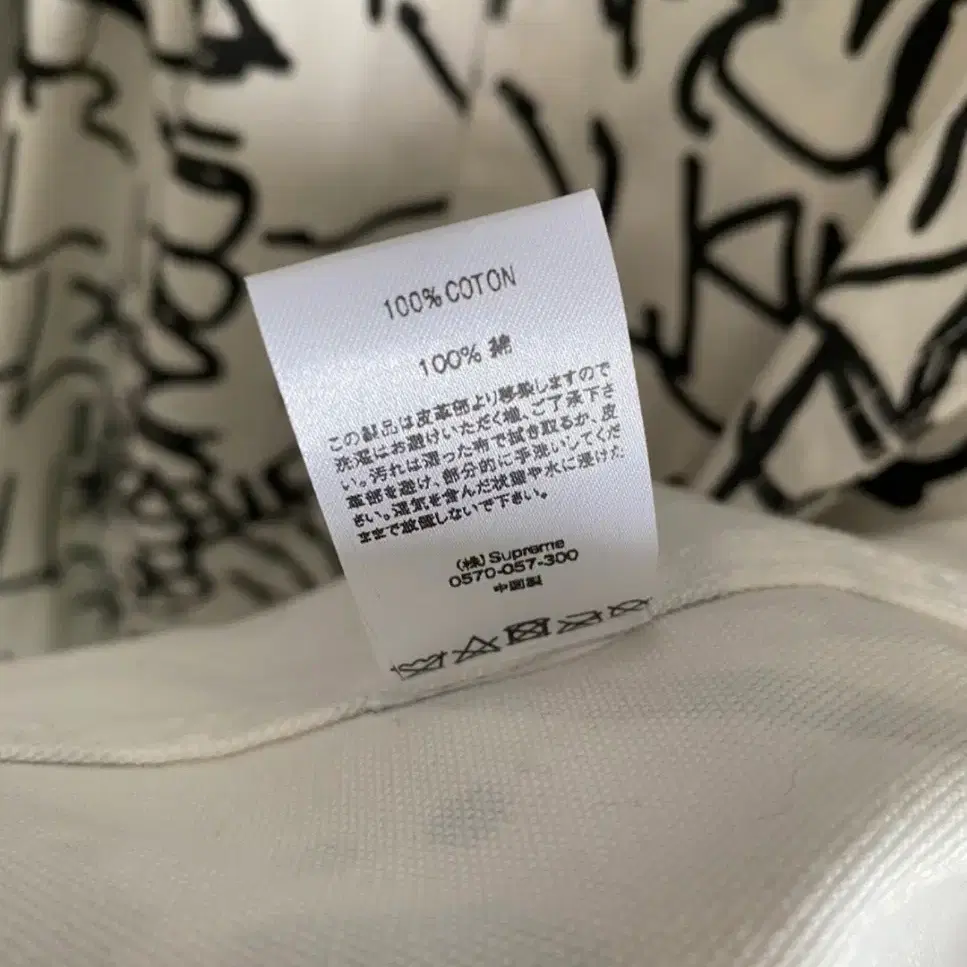 100% COTON
100% 綿
この製品は皮革部より移染しますので
洗濯はお避けいただく様、ご了承下さ
い。汚れは湿った布で拭き取るか、皮
革部を避け、部分的に手洗いしてくだ
さい。湿気を含んだ状態や水に浸けた
ままで放置しないで下さい。
(株) Supreme
0570-057-300
中国製